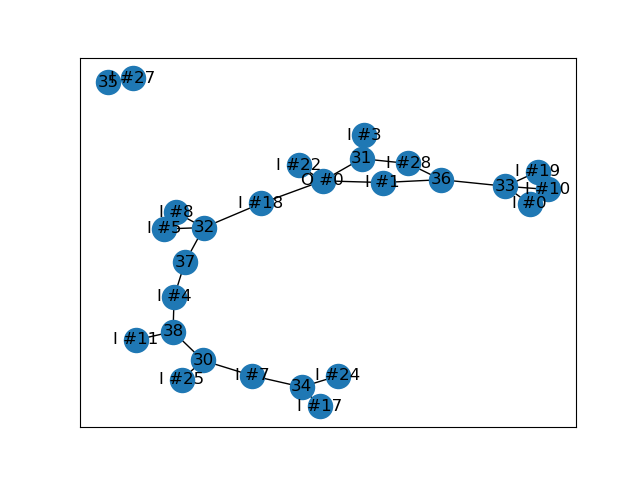 35
I #27
I #3
31
I #28
I #22
O #0
I #1
36
33
I #19
I #10
I #0
I #18
I #8
I #5
32
37
I #4
38
I #11
30
I #25
I #7
34
I #24
I #17